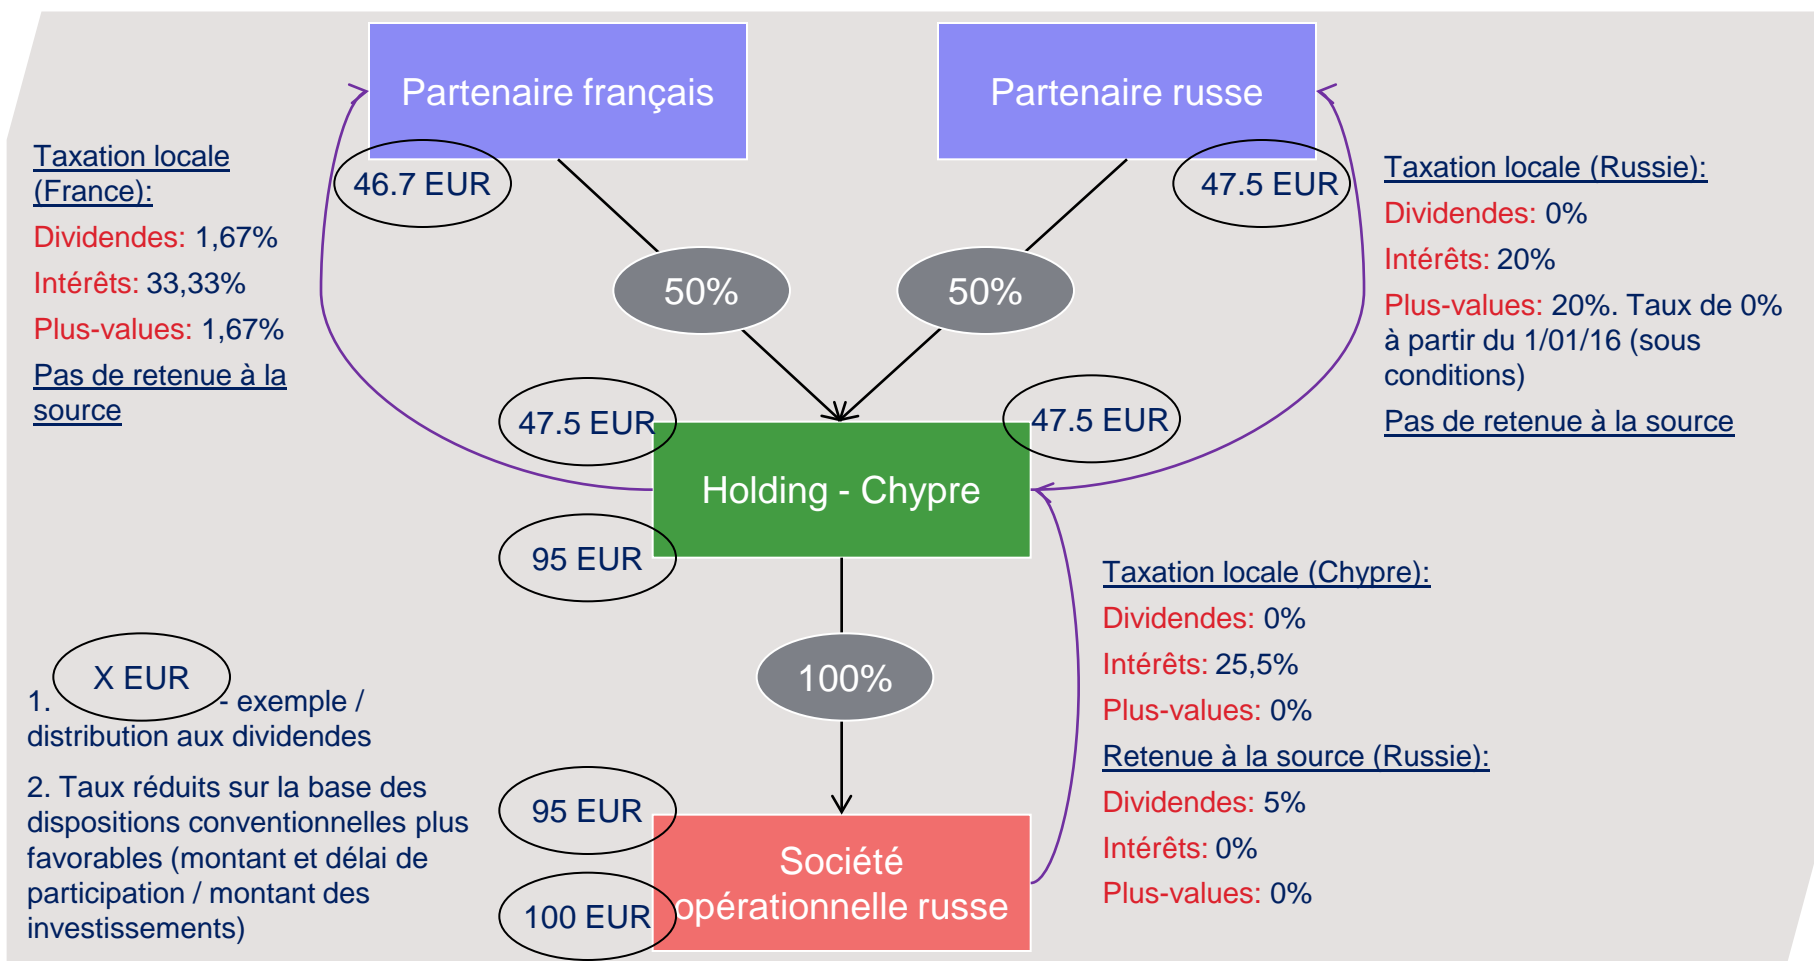 Partenaire français
Partenaire russe
46.7 EUR
47.5 EUR
Taxation locale
(France):
Dividendes: 1,67%
Intérêts: 33,33%
Plus-values: 1,67%
Pas de retenue à la
source
Taxation locale (Russie):
Dividendes: 0%
Intérêts: 20%
Plus-values: 20%. Taux de 0%
à partir du 1/01/16 (sous
conditions)
Pas de retenue à la source
50%
50%
47.5 EUR
47.5 EUR
Holding - Chypre
95 EUR
100%
Taxation locale (Chypre):
Dividendes: 0%
Intérêts: 25,5%
Plus-values: 0%
Retenue à la source (Russie):
Dividendes: 5%
Intérêts: 0%
Plus-values: 0%
X EUR
1. - exemple /
distribution aux dividendes
2. Taux réduits sur la base des
dispositions conventionnelles plus
favorables (montant et délai de
participation / montant des
investissements)
95 EUR
100 EUR
Société
opérationnelle russe